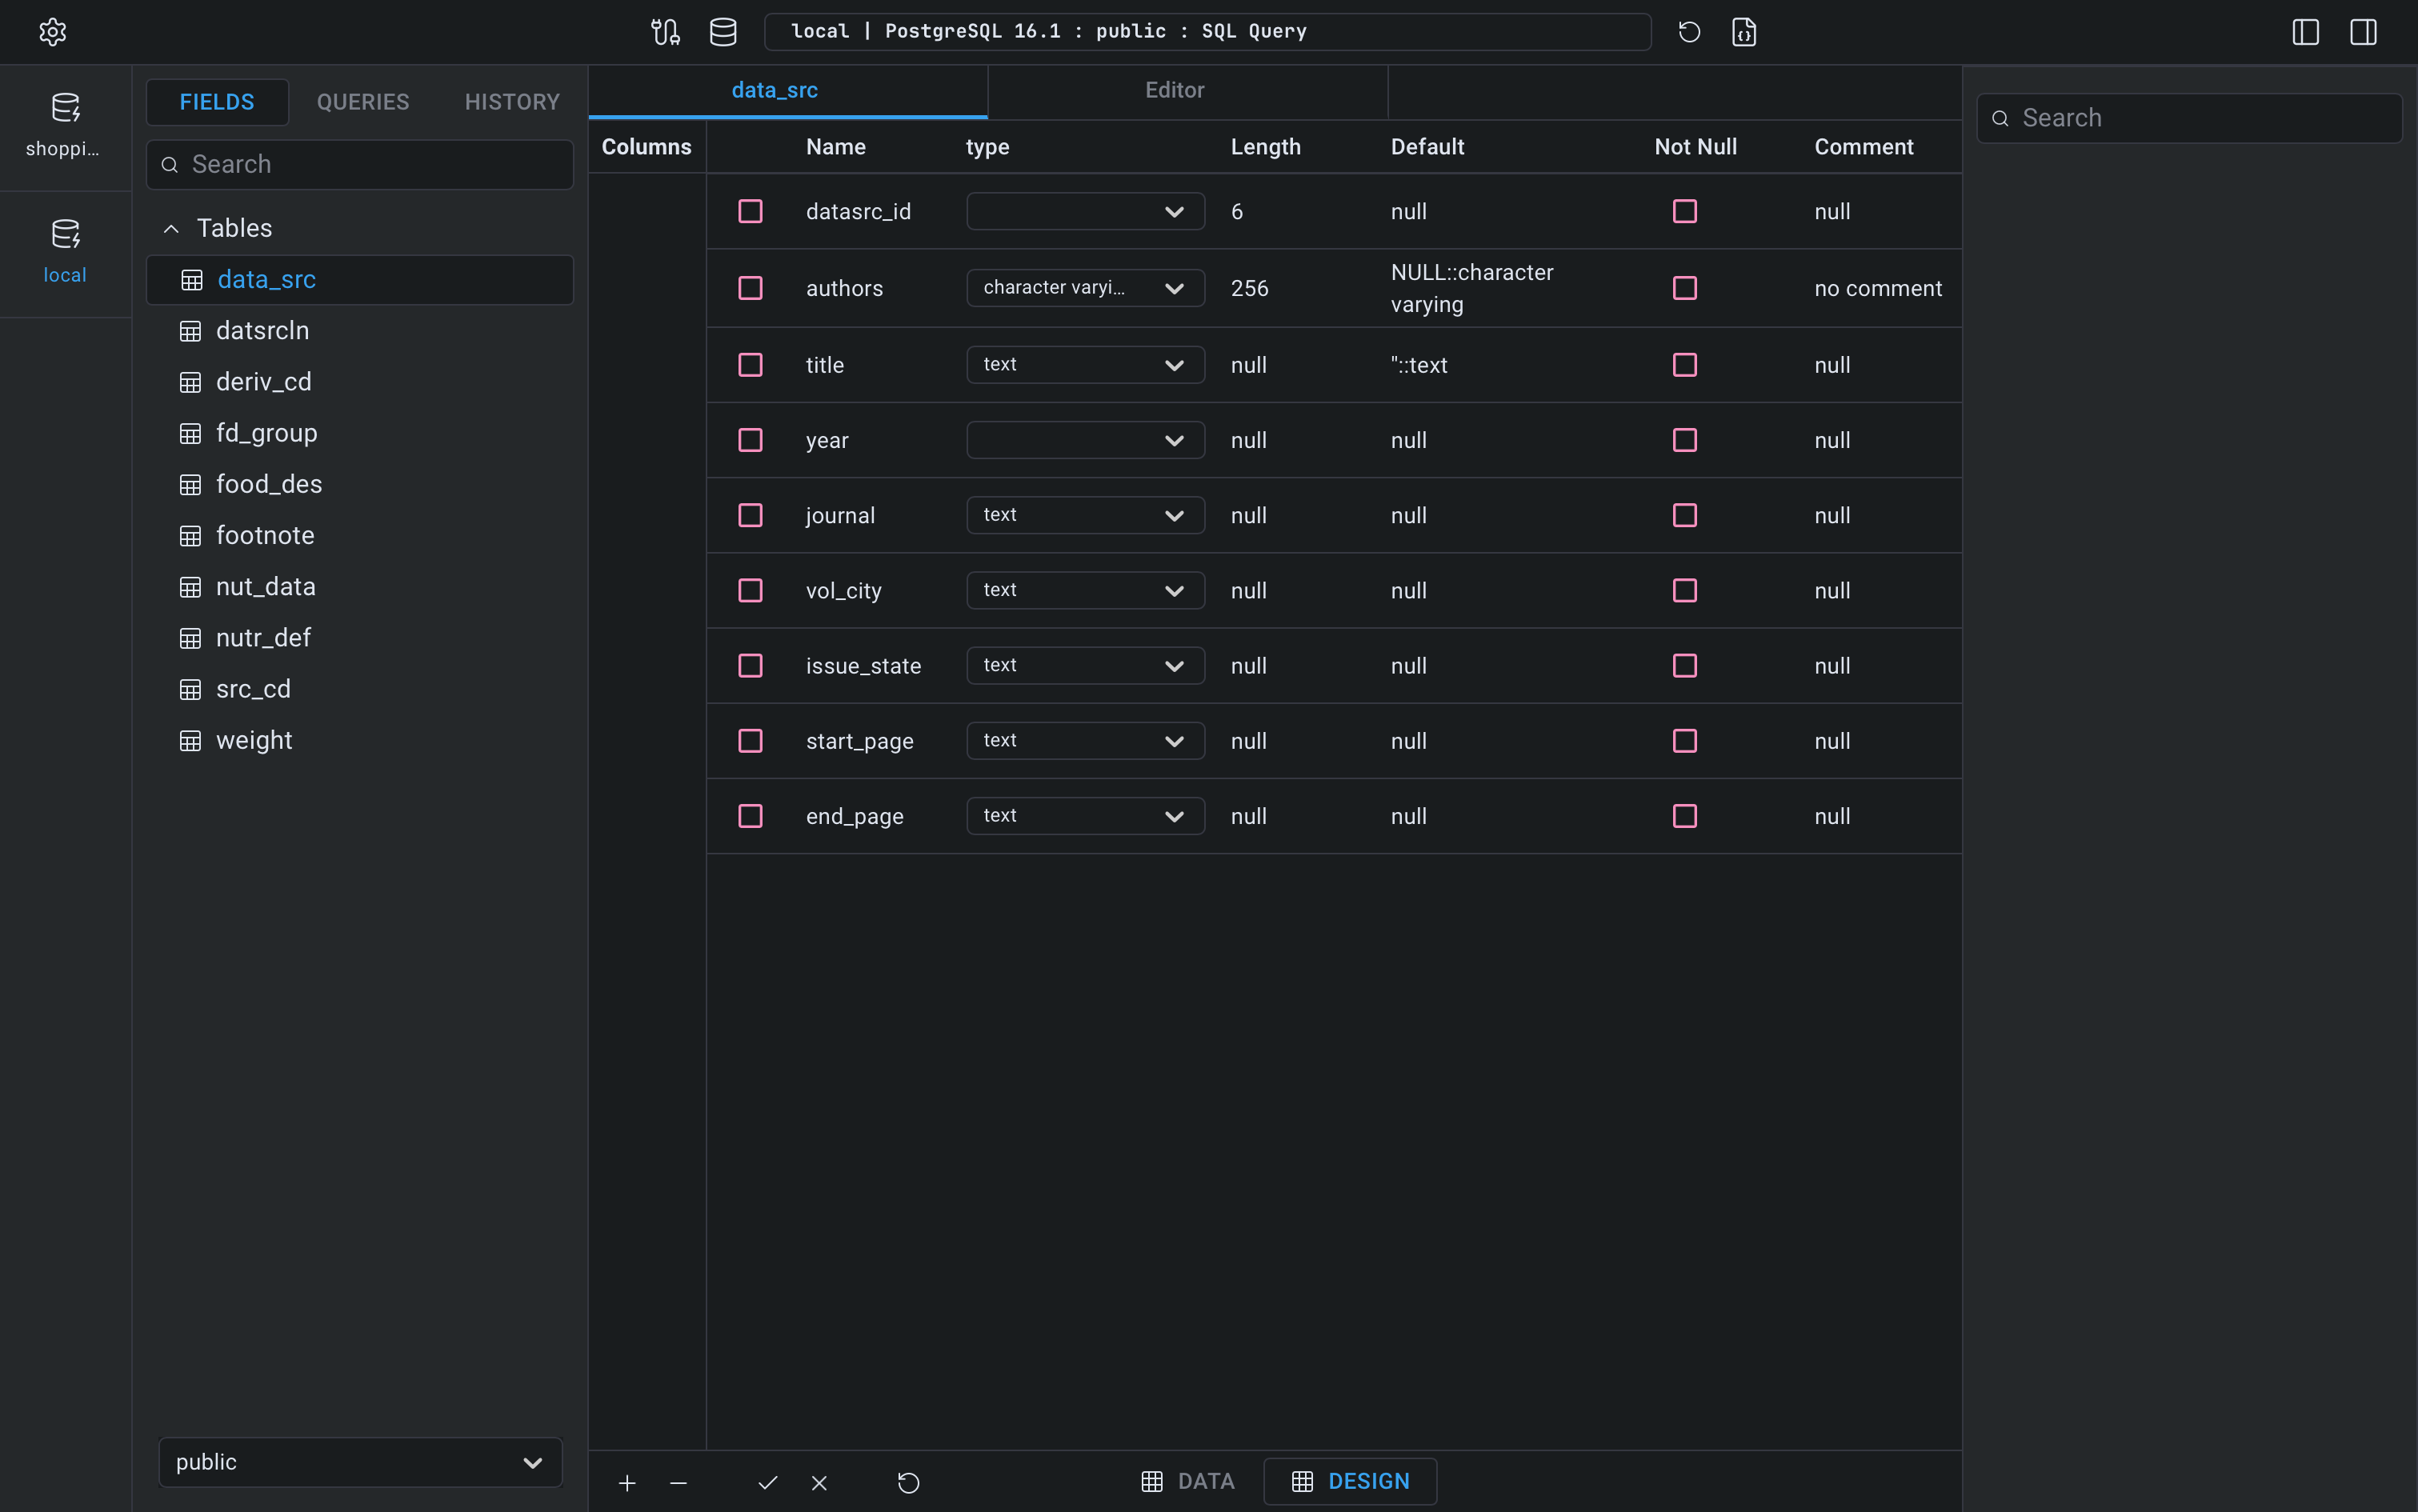 local | PostgreSQL 16.1 : public : SQL Query
shoppi...
local
FIELDS QUERIES HISTORY
Search
Tables
data_src
datsrcln
deriv_cd
fd_group
food_des
footnote
nut_data
nutr_def
src_cd
weight
public
data_src Editor
Columns Name type Length Default Not Null Comment
datasrc_id 6 null null
authors character varyi... 256 NULL::character varying no comment
title text null ''::text null
year null null null
journal text null null null
vol_city text null null null
issue_state text null null null
start_page text null null null
end_page text null null null
DATA DESIGN
Search